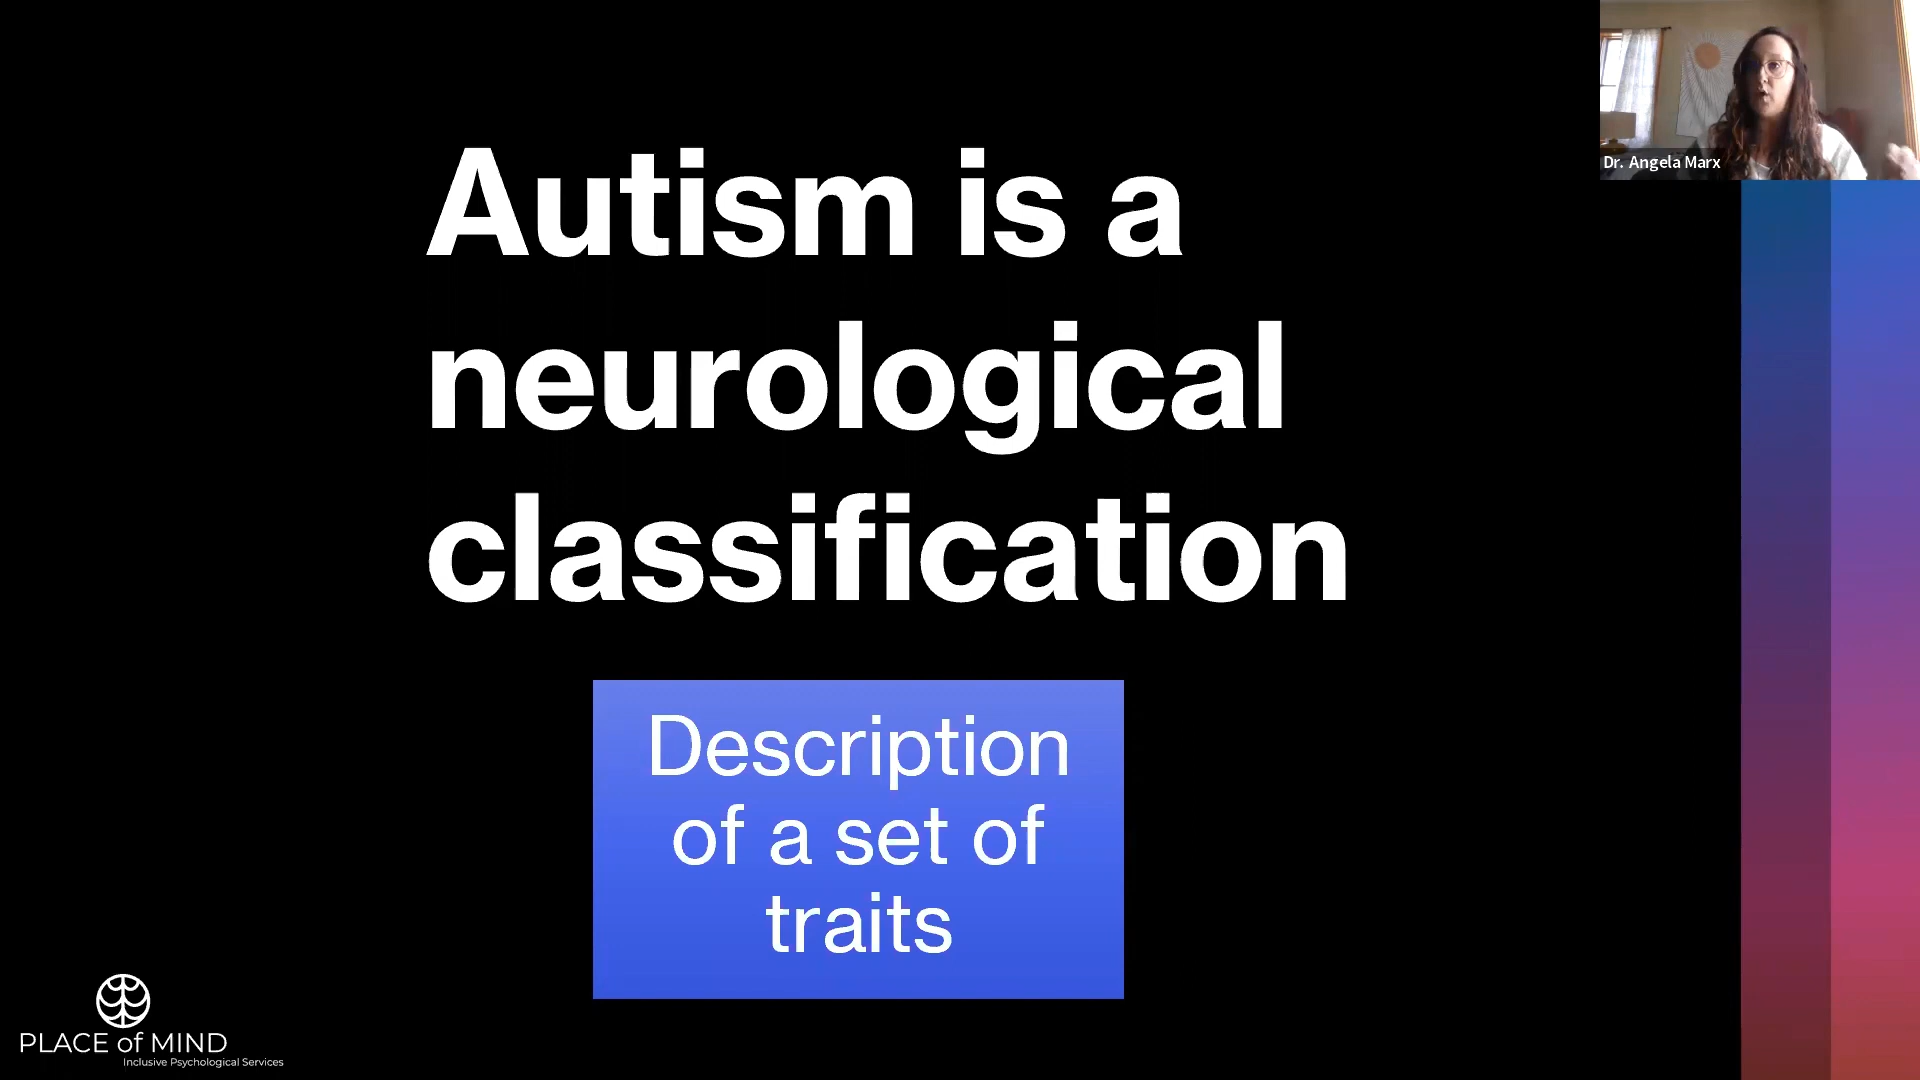 Autism is a
neurological
classification
Description
of a set of
traits
Dr. Angela Marx
PLACE of MIND
Inclusive Psychological Services